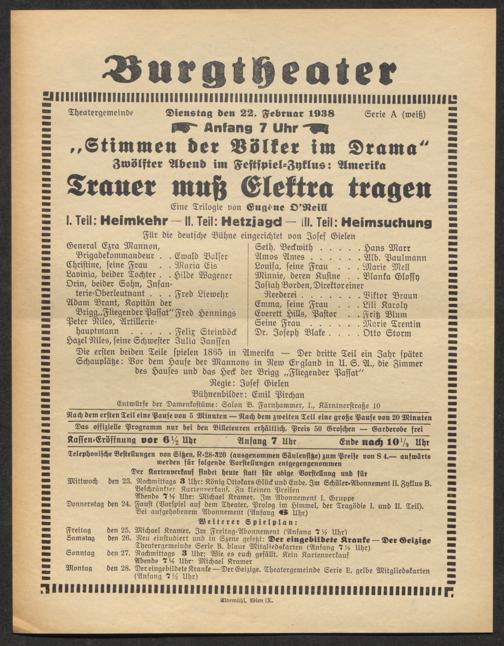 Burgtheater
Theatergemeinde Dienstag den 22. Februar 1938 Serie A (weiß)
Anfang 7 Uhr
„Stimmen der Völker im Drama“
Zwölfter Abend im Festspiel-Zyklus: Amerika
Trauer muß Elektra tragen
Eine Trilogie von Eugène O'Neill
I. Teil: Heimkehr — II. Teil: Hetzjagd — III. Teil: Heimsuchung
Für die deutsche Bühne eingerichtet von Josef Gielen
General Ezra Mannon,
Brigadekommandeur . . Ewald Balser
Christine, seine Frau . . . Maria Eis
Lavinia, beider Tochter . . Hilde Wagener
Orin, beider Sohn, Infan-
terie-Oberleutnant . . . Fred Liewehr
Adam Brant, Kapitän der
Brigg „Fliegender Passat“ Fred Hennings
Peter Niles, Artillerie-
hauptmann . . . . . Felix Steinböck
Hazel Niles, seine Schwester Julia Janssen
Seth Beckwith . . . . . . Hans Marr
Amos Ames . . . . . . Alb. Paulmann
Louisa, seine Frau . . . . Marie Mell
Minnie, deren Kusine . . . Blanka Glossy
Josiah Borden, Direktor einer
Reederei . . . . . . . Viktor Braun
Emma, seine Frau . . . . Lili Karoly
Everett Hills, Pastor . . . Fritz Blum
Seine Frau . . . . . . . Marie Trentin
Dr. Joseph Blake . . . . . Otto Storm
Die ersten beiden Teile spielen 1865 in Amerika — Der dritte Teil ein Jahr später
Schauplätze: Vor dem Hause der Mannons in New England in U. S. A., die Zimmer
des Hauses und das Heck der Brigg „Fliegender Passat“
Regie: Josef Gielen
Bühnenbilder: Emil Pirchan
Entwürfe der Damenkostüme: Salon B. Farnhammer, I., Kärntnerstraße 10
Nach dem ersten Teil eine Pause von 5 Minuten — Nach dem zweiten Teil eine große Pause von 20 Minuten
Das offizielle Programm nur bei den Billeteuren erhältlich. Preis 50 Groschen — Garderobe frei
Kassen-Eröffnung vor 6½ Uhr Anfang 7 Uhr Ende nach 10½ Uhr
Telephonische Bestellungen von Sitzen, R-28-320 (ausgenommen Säulensitze) zum Preise von S 4.— aufwärts
werden für folgende Vorstellungen entgegengenommen
Der Kartenverkauf findet heute statt für obige Vorstellung und für
Mittwoch den 23. Nachmittags 3 Uhr: König Ottokars Glück und Ende. Im Schüler-Abonnement II. Zyklus B.
Beschränkter Kartenverkauf. Zu kleinen Preisen
Abends 7½ Uhr: Michael Kramer. Im Abonnement I. Gruppe
Donnerstag den 24. Faust (Vorspiel auf dem Theater, Prolog im Himmel, der Tragödie I. und II. Teil).
Bei aufgehobenem Abonnement (Anfang 6 Uhr)
Weiterer Spielplan:
Freitag den 25. Michael Kramer. Im Freitag-Abonnement (Anfang 7½ Uhr)
Samstag den 26. Neu einstudiert und in Szene gesetzt: Der eingebildete Kranke — Der Geizige
Theatergemeinde Serie B, blaue Mitgliedskarten (Anfang 7½ Uhr)
Sonntag den 27. Nachmittags 3 Uhr: Wie es euch gefällt. Kein Kartenverkauf
Abends 7½ Uhr: Michael Kramer
Montag den 28. Der eingebildete Kranke — Der Geizige. Theatergemeinde Serie E, gelbe Mitgliedskarten
(Anfang 7½ Uhr)
Elbemühl, Wien IX.